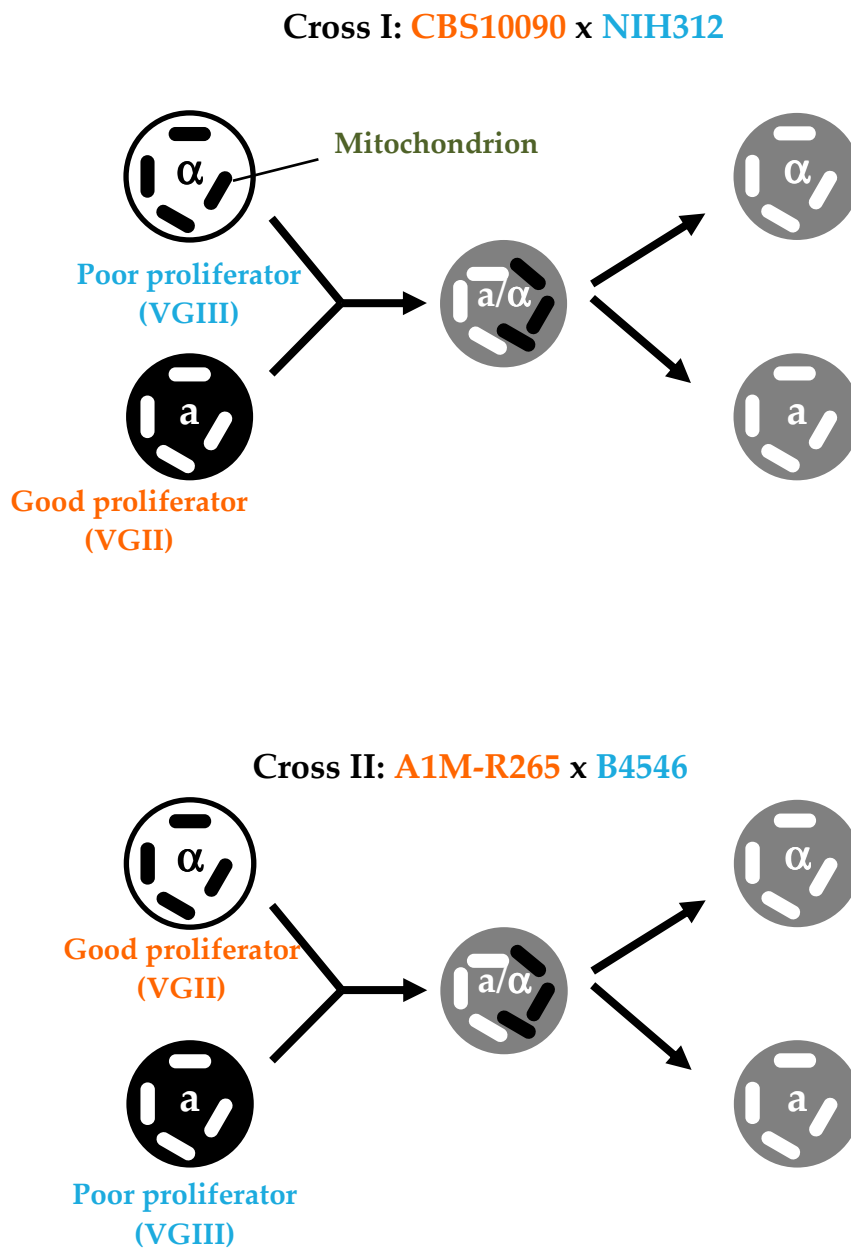 Cross I: CBS10090 x NIH312
α
Mitochondrion
Poor proliferator
(VGIII)
a/α
α
a
Good proliferator
(VGII)
a
Cross II: A1M-R265 x B4546
α
Good proliferator
(VGII)
a/α
α
a
Poor proliferator
(VGIII)
a